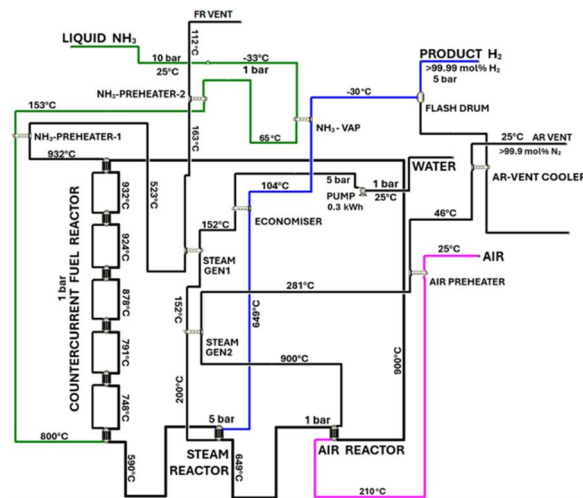 FR VENT
LIQUID NH₃
112°C
10 bar
-33°C
25°C
1 bar
PRODUCT H₂
>99.99 mol% H₂
5 bar
NH₃-PREHEATER-2
-30°C
FLASH DRUM
153°C
163°C
65°C
NH₃ - VAP
25°C
AR VENT
>99.9 mol% N₂
NH₃-PREHEATER-1
932°C
523°C
WATER
AR-VENT COOLER
5 bar
1 bar
104°C
PUMP
25°C
0.3 kWh
932°C
152°C
ECONOMISER
46°C
924°C
STEAM
GEN1
25°C
AIR
COUNTERCURRENT FUEL REACTOR
1 bar
878°C
281°C
AIR PREHEATER
152°C
649°C
791°C
STEAM
GEN2
900°C
900°C
748°C
200°C
800°C
5 bar
1 bar
590°C
STEAM
REACTOR
649°C
AIR REACTOR
210°C